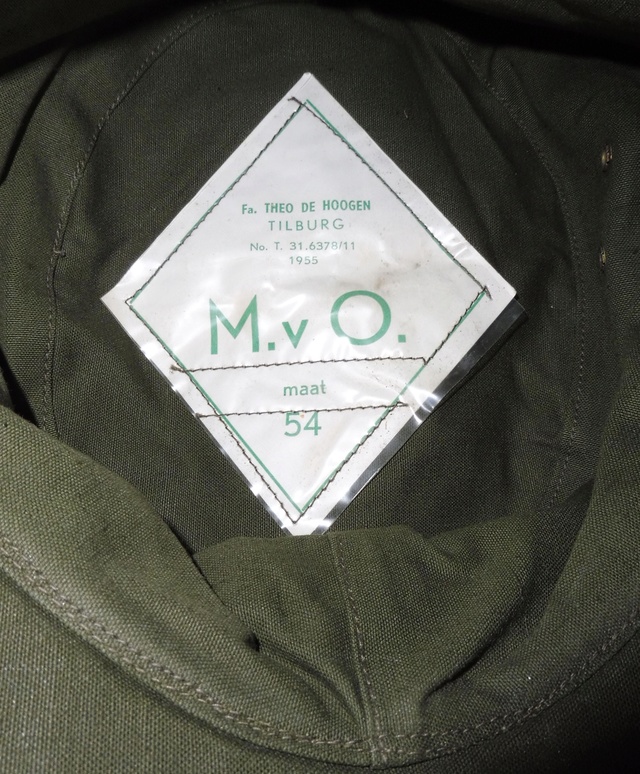 Fa. THEO DE HOOGEN
TILBURG
No. T. 31.6378/11
1955
M.v O.
maat
54